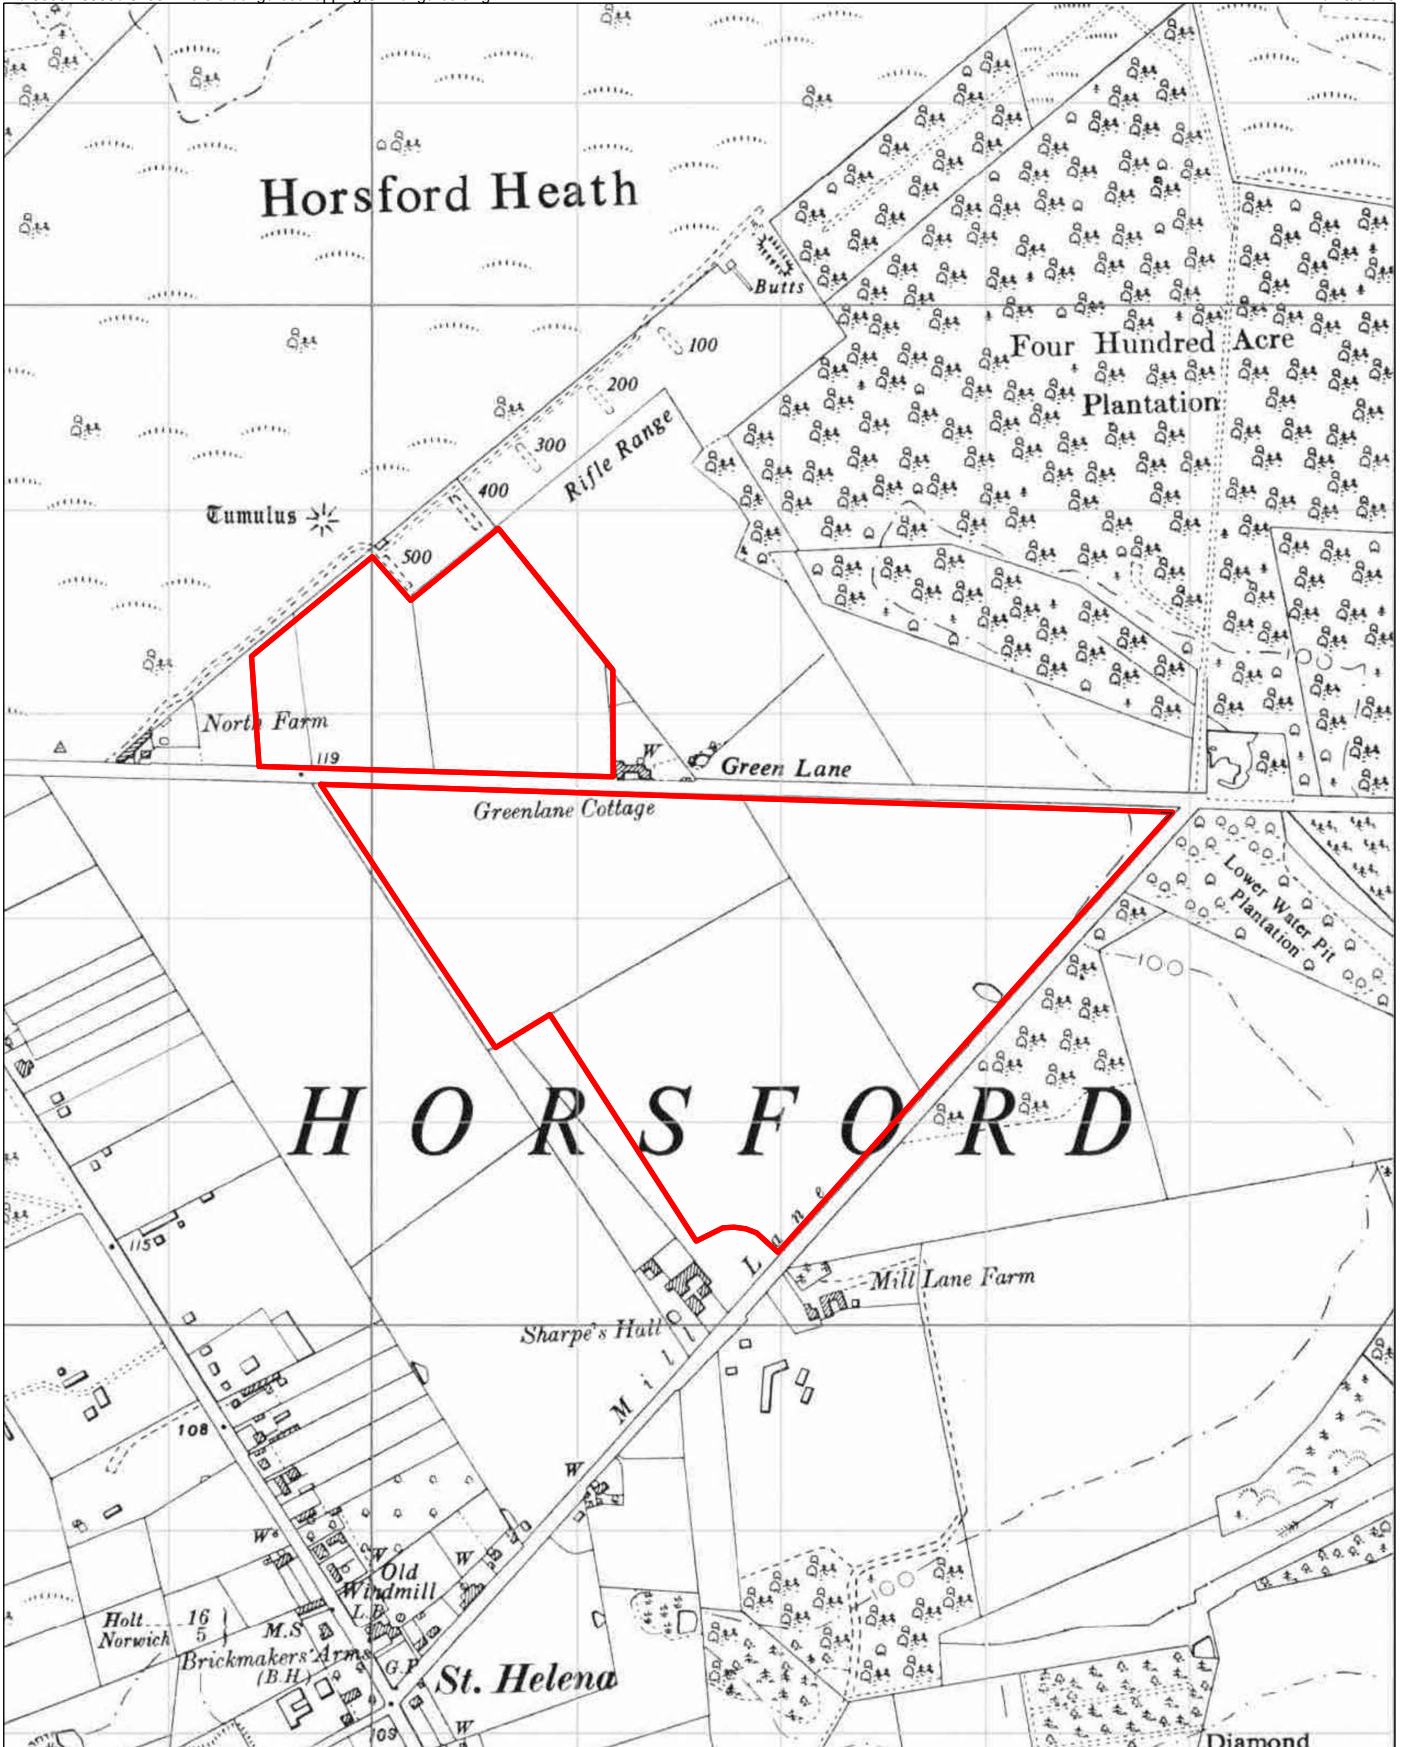 Horsford Heath
Butts
100
Four Hundred Acre
Plantation
200
300
Rifle Range
400
Tumulus
500
North Farm
119
W
Green Lane
Greenlane Cottage
Lower Water Pit
Plantation
HORSFORD
115
Mill Lane
Mill Lane Farm
Sharpe's Hall
108
W
W
W
W
Old
Windmill
L.B
Holt 16
Norwich 5
M.S
Brickmakers' Arms
(B.H.)
G.P
St. Helena
W
103
Diamond